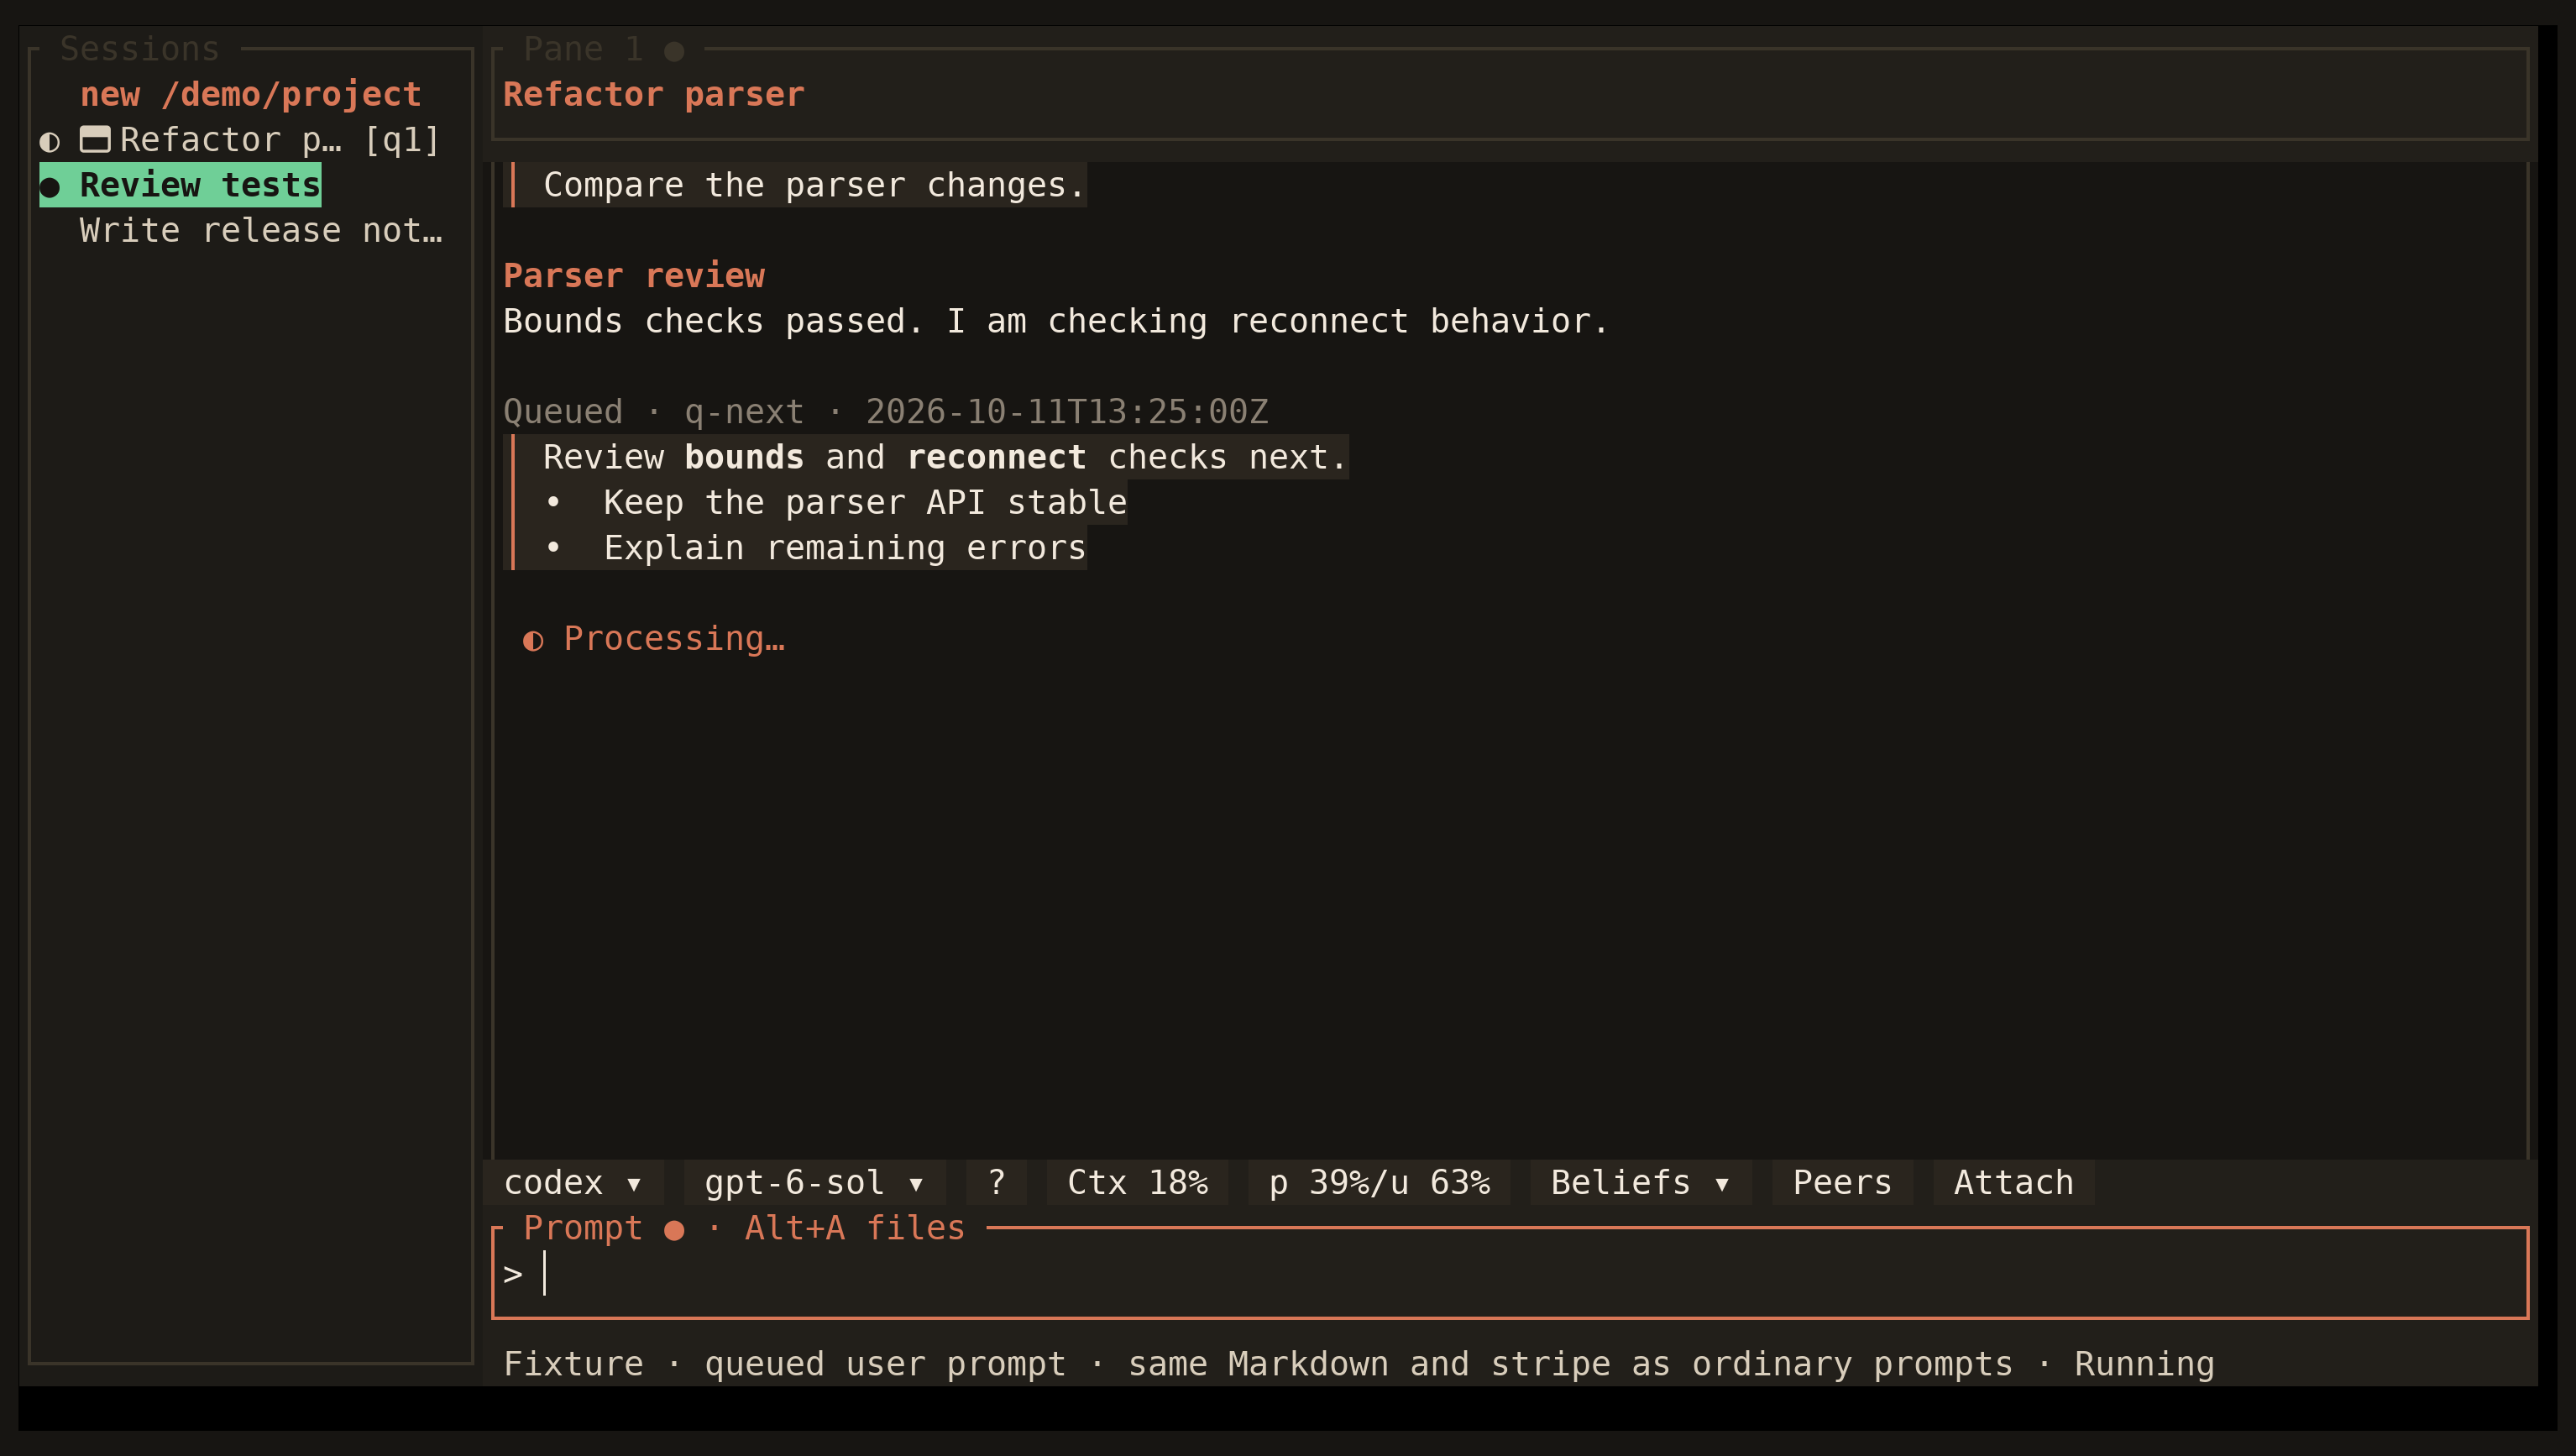 Sessions
new /demo/project
◐ Refactor p… [q1]
● Review tests
Write release not…
Pane 1 ●
Refactor parser
Compare the parser changes.
Parser review
Bounds checks passed. I am checking reconnect behavior.
Queued · q-next · 2026-10-11T13:25:00Z
Review bounds and reconnect checks next.
• Keep the parser API stable
• Explain remaining errors
◐ Processing…
codex ▾ gpt-6-sol ▾ ? Ctx 18% p 39%/u 63% Beliefs ▾ Peers Attach
Prompt ● · Alt+A files
>
Fixture · queued user prompt · same Markdown and stripe as ordinary prompts · Running